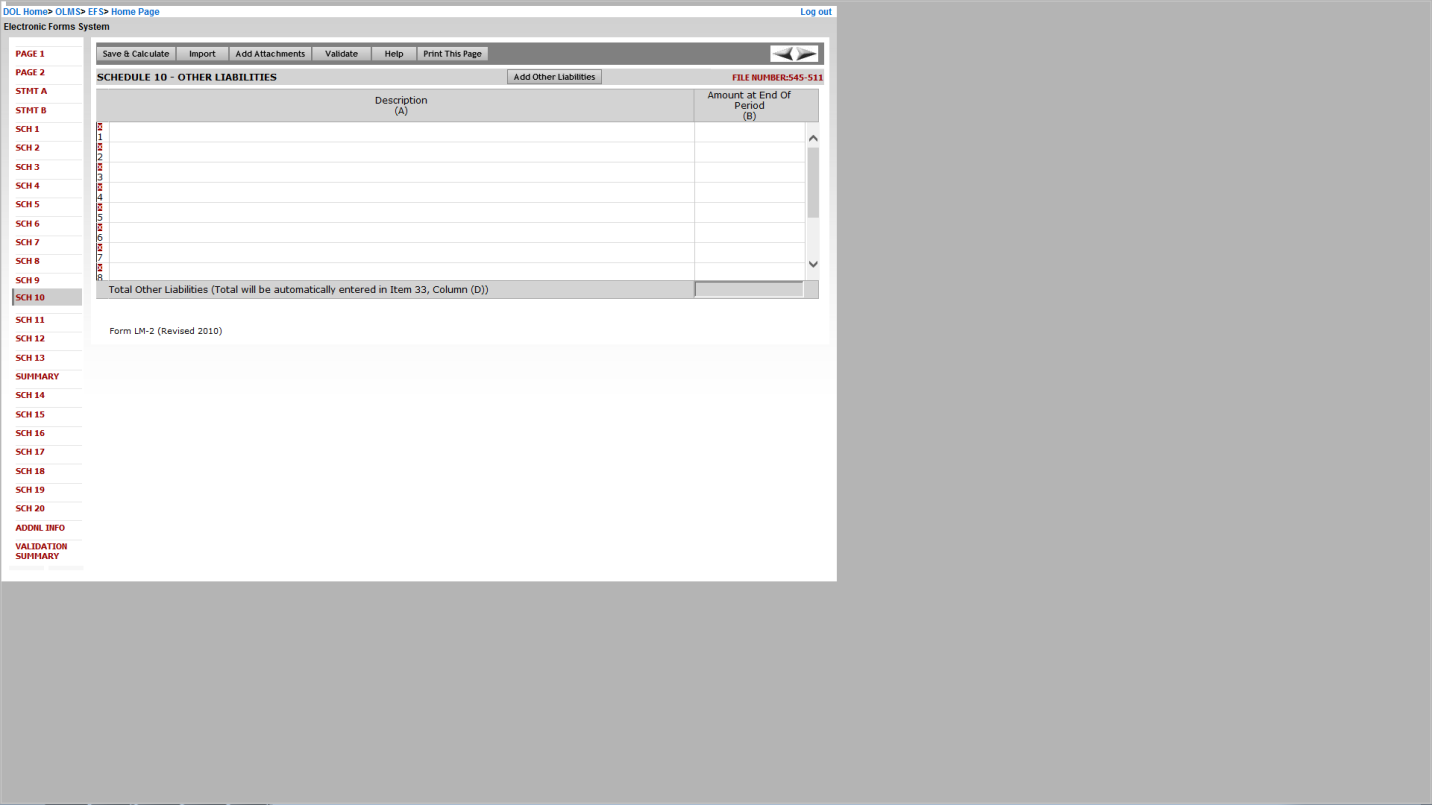 DOL Home> OLMS> EFS> Home Page
Log out
Electronic Forms System
PAGE 1
PAGE 2
STMT A
STMT B
SCH 1
SCH 2
SCH 3
SCH 4
SCH 5
SCH 6
SCH 7
SCH 8
SCH 9
SCH 10
SCH 11
SCH 12
SCH 13
SUMMARY
SCH 14
SCH 15
SCH 16
SCH 17
SCH 18
SCH 19
SCH 20
ADDNL INFO
VALIDATION
SUMMARY
Save & Calculate Import Add Attachments Validate Help Print This Page
SCHEDULE 10 - OTHER LIABILITIES Add Other Liabilities FILE NUMBER:545-511
Description
(A)
Amount at End Of
Period
(B)
x
1
x
2
x
3
x
4
x
5
x
6
x
7
x
8
Total Other Liabilities (Total will be automatically entered in Item 33, Column (D))
Form LM-2 (Revised 2010)